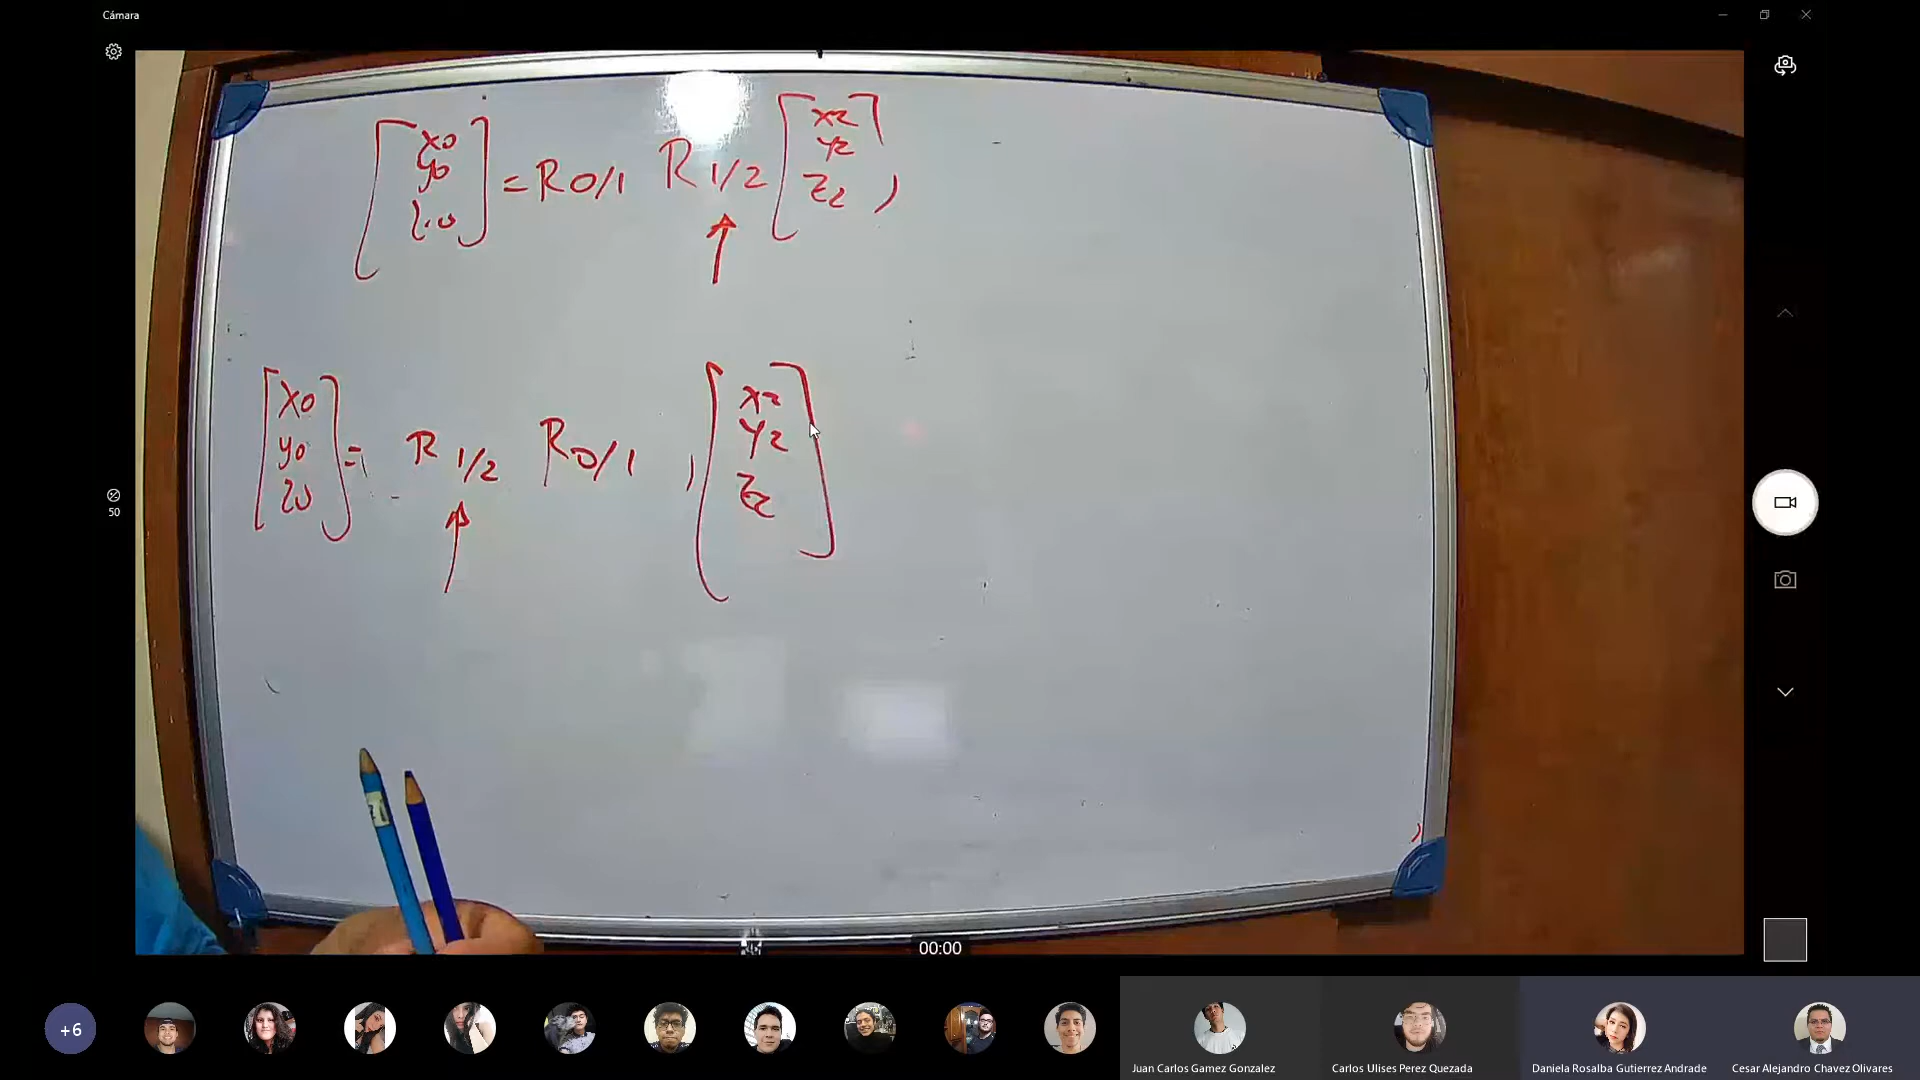 Cámara
[x0
y0
z0] = R0/1 R1/2 [x2
y2
z2]
[x0
y0
z0] = R1/2 R0/1 [x2
y2
z2]
50
00:00
+6
Juan Carlos Gamez Gonzalez
Carlos Ulises Perez Quezada
Daniela Rosalba Gutierrez Andrade
Cesar Alejandro Chavez Olivares